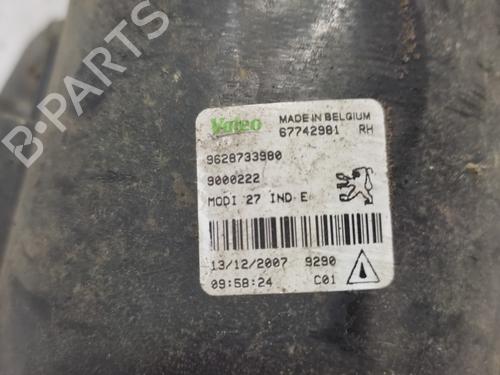 B-PARTS
Valeo
MADE IN BELGIUM
67742981 RH
9628733980
9000222
MODI 27 IND E
13/12/2007 9290
09:58:24 C01